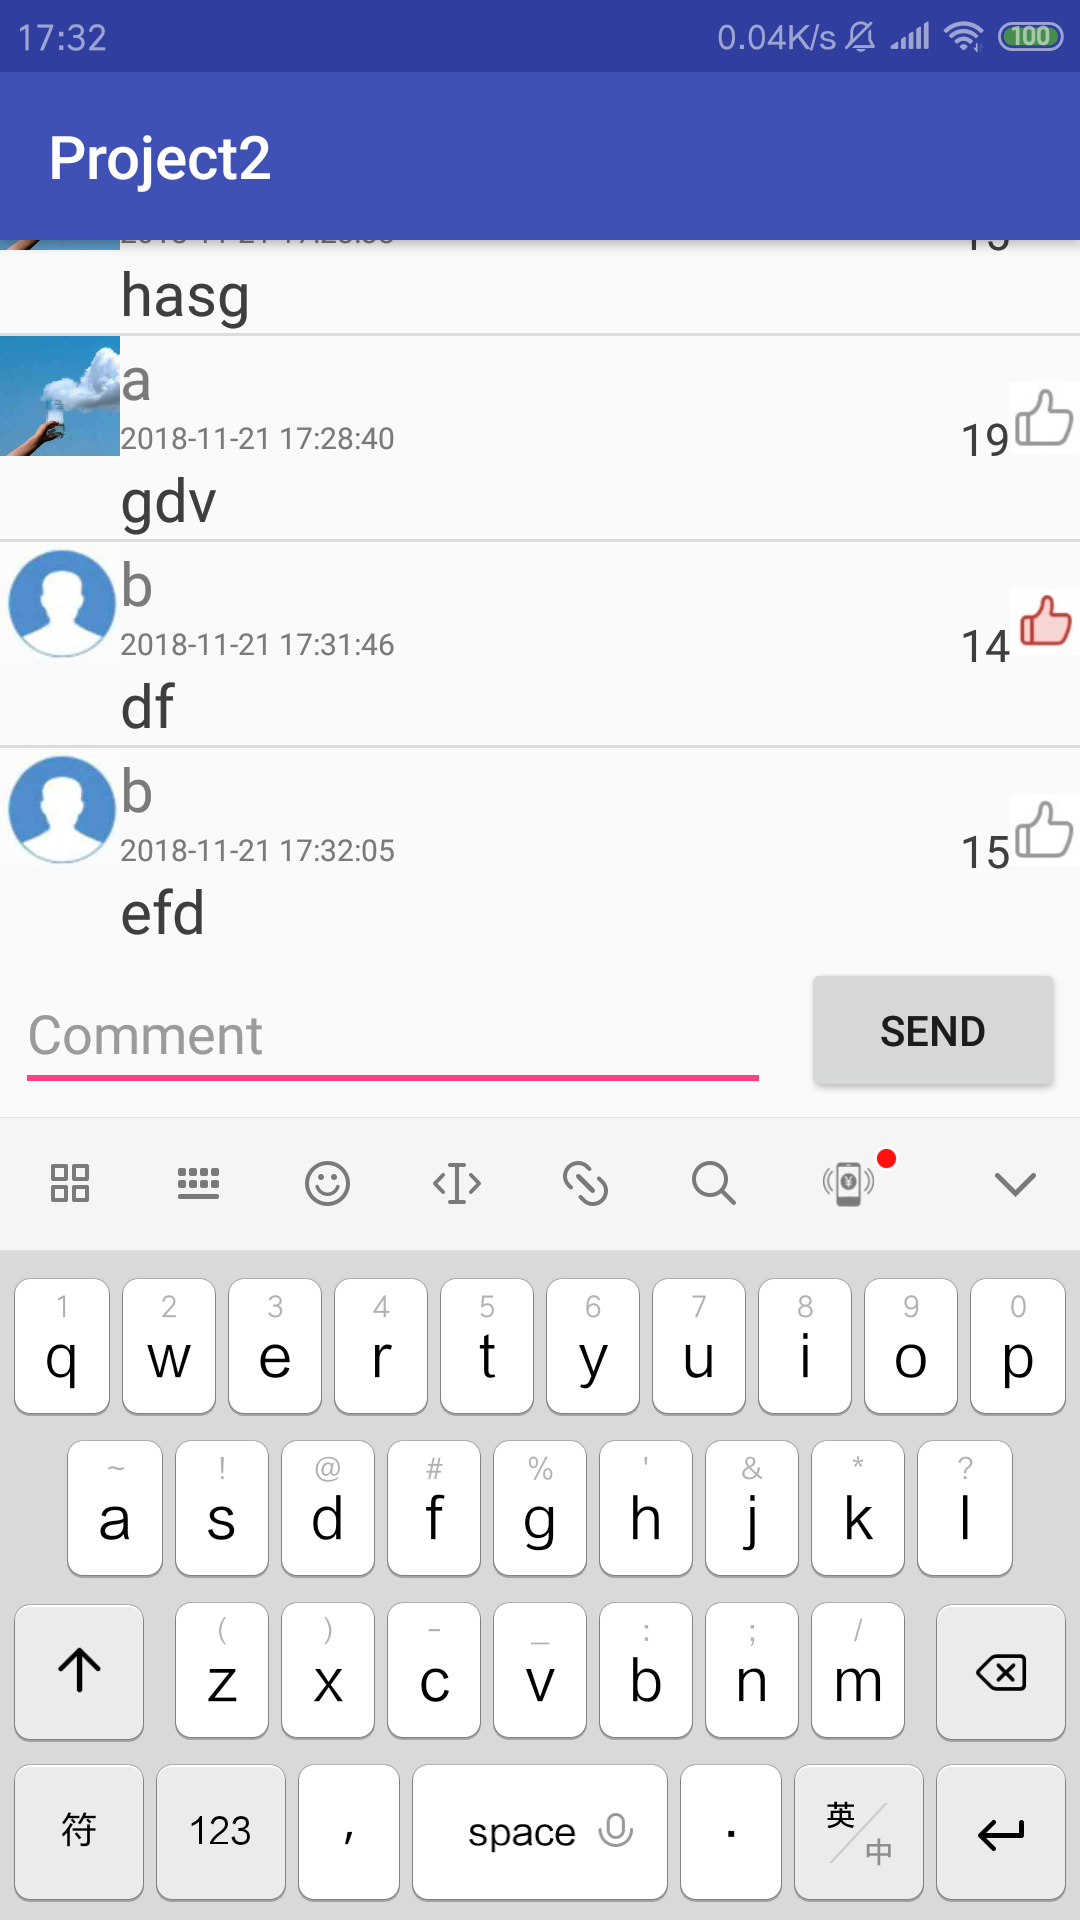 17:32 0.04K/s 100
Project2
hasg
a
2018-11-21 17:28:40
19
gdv
b
2018-11-21 17:31:46
14
df
b
2018-11-21 17:32:05
15
efd
Comment SEND
1 2 3 4 5 6 7 8 9 0
q w e r t y u i o p
~ ! @ # % ' & * ?
a s d f g h j k l
( ) - _ : ; /
z x c v b n m
符 123 , space . 英/中